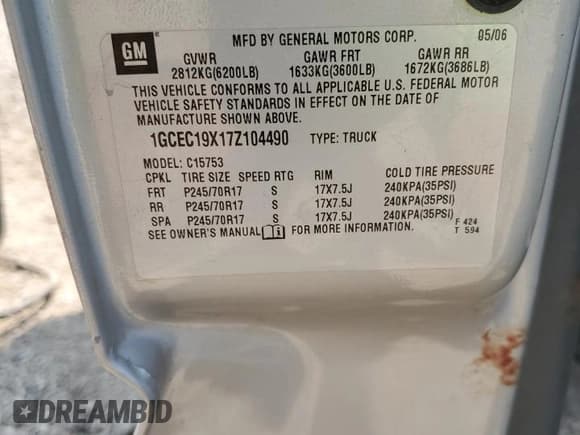 GM
MFD BY GENERAL MOTORS CORP. 05/06
GVWR GAWR FRT GAWR RR
2812KG(6200LB) 1633KG(3600LB) 1672KG(3686LB)
THIS VEHICLE CONFORMS TO ALL APPLICABLE U.S. FEDERAL MOTOR
VEHICLE SAFETY STANDARDS IN EFFECT ON THE DATE OF
MANUFACTURE SHOWN ABOVE.
1GCEC19X17Z104490 TYPE: TRUCK
MODEL: C15753
CPKL TIRE SIZE SPEED RTG RIM COLD TIRE PRESSURE
FRT P245/70R17 S 17X7.5J 240KPA(35PSI)
RR P245/70R17 S 17X7.5J 240KPA(35PSI)
SPA P245/70R17 S 17X7.5J 240KPA(35PSI)
SEE OWNER'S MANUAL FOR MORE INFORMATION. F 424
T 594
DREAMBID